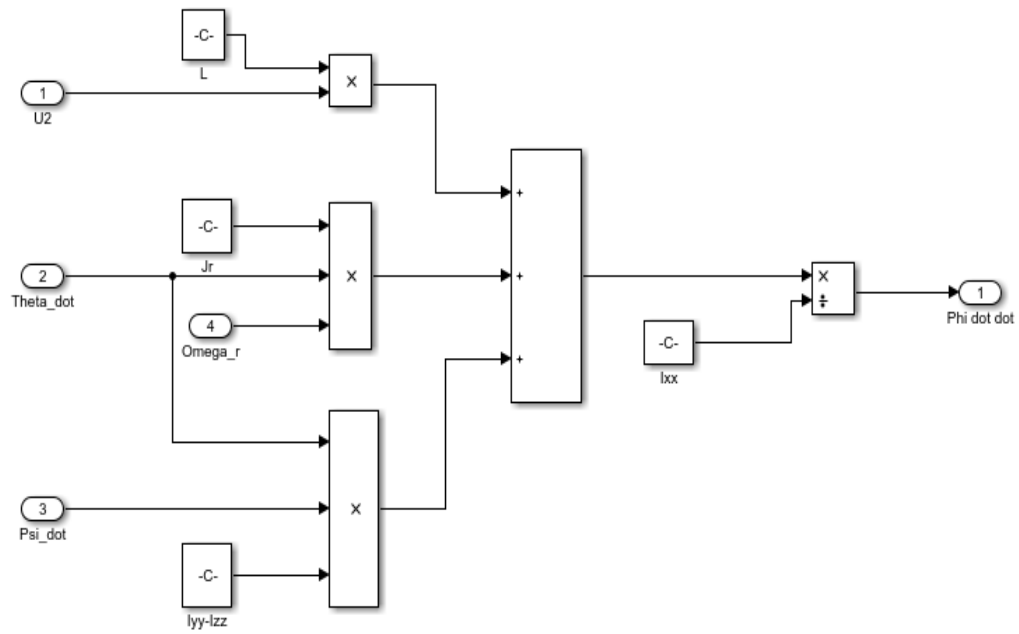 -C-
L
×
1
U2
+
-C-
Jr
×
2
Theta_dot
+
×
÷
1
Phi dot dot
4
Omega_r
-C-
Ixx
+
3
Psi_dot
×
-C-
Iyy-Izz